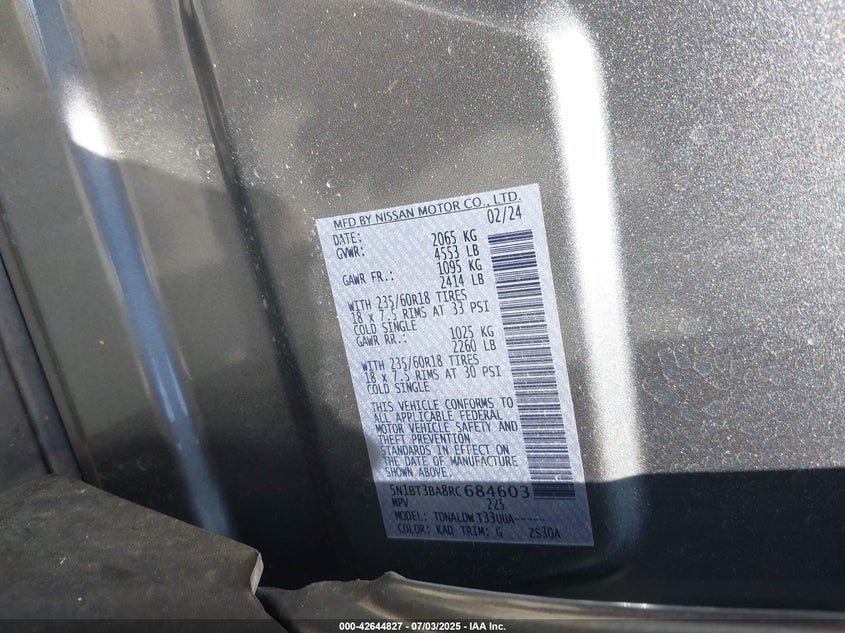 MFD BY NISSAN MOTOR CO., LTD.
DATE: 02/24
GVWR: 2065 KG
4553 LB
GAWR FR.: 1095 KG
2414 LB
WITH 235/60R18 TIRES
18 x 7.5 RIMS AT 33 PSI
COLD SINGLE
GAWR RR.: 1025 KG
2260 LB
WITH 235/60R18 TIRES
18 x 7.5 RIMS AT 30 PSI
COLD SINGLE
THIS VEHICLE CONFORMS TO
ALL APPLICABLE FEDERAL
MOTOR VEHICLE SAFETY AND
THEFT PREVENTION
STANDARDS IN EFFECT ON
THE DATE OF MANUFACTURE
SHOWN ABOVE.
5N1BT3BA8RC684603
MPV 225
MODEL: TDNALDW T33UUA-----
COLOR: KAD TRIM: G 2S30A
000-42644827 - 07/03/2025 - IAA Inc.